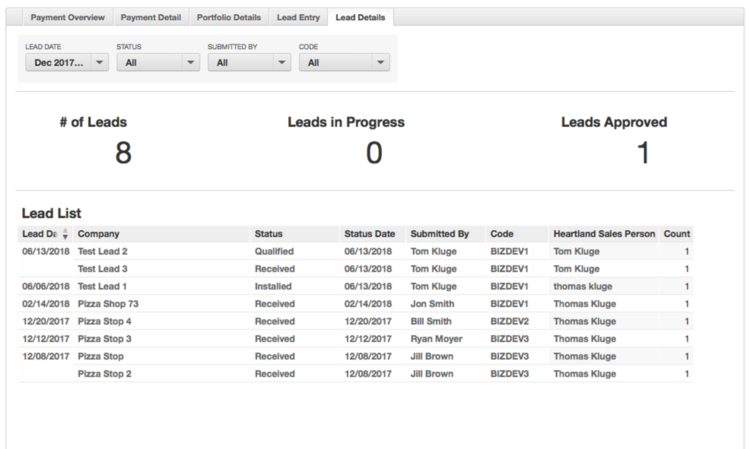 Payment Overview Payment Detail Portfolio Details Lead Entry Lead Details
LEAD DATE STATUS SUBMITTED BY CODE
Dec 2017... All All All
# of Leads Leads in Progress Leads Approved
8 0 1
Lead List
Lead Da Company Status Status Date Submitted By Code Heartland Sales Person Count
06/13/2018 Test Lead 2 Qualified 06/13/2018 Tom Kluge BIZDEV1 Tom Kluge 1
Test Lead 3 Received 06/13/2018 Tom Kluge BIZDEV1 Tom Kluge 1
06/06/2018 Test Lead 1 Installed 06/13/2018 Tom Kluge BIZDEV1 thomas kluge 1
02/14/2018 Pizza Shop 73 Received 02/14/2018 Jon Smith BIZDEV1 Thomas Kluge 1
12/20/2017 Pizza Stop 4 Received 12/20/2017 Bill Smith BIZDEV2 Thomas Kluge 1
12/12/2017 Pizza Stop 3 Received 12/12/2017 Ryan Moyer BIZDEV3 Thomas Kluge 1
12/08/2017 Pizza Stop Received 12/08/2017 Jill Brown BIZDEV3 Thomas Kluge 1
Pizza Stop 2 Received 12/08/2017 Jill Brown BIZDEV3 Thomas Kluge 1